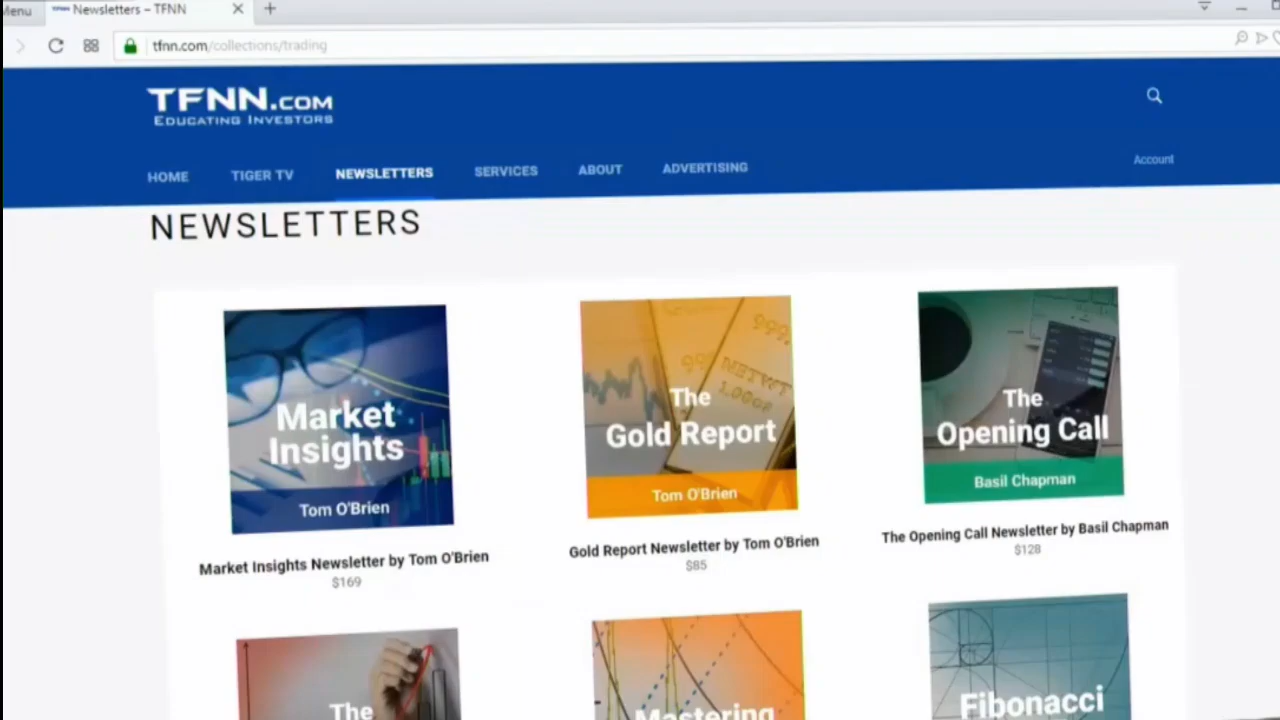 Menu
Newsletters – TFNN
tfnn.com/collections/trading
TFNN.COM
EDUCATING INVESTORS
HOME TIGER TV NEWSLETTERS SERVICES ABOUT ADVERTISING Account
NEWSLETTERS
Market
Insights
Tom O'Brien
Market Insights Newsletter by Tom O'Brien
$169
The
Gold Report
Tom O'Brien
Gold Report Newsletter by Tom O'Brien
$85
The
Opening Call
Basil Chapman
The Opening Call Newsletter by Basil Chapman
$128
The
Mastering
Fibonacci